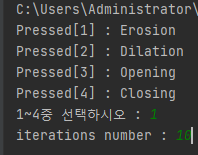 C:\Users\Administrator\
Pressed[1] : Erosion
Pressed[2] : Dilation
Pressed[3] : Opening
Pressed[4] : Closing
1~4중 선택하시오 : 1
iterations number : 10